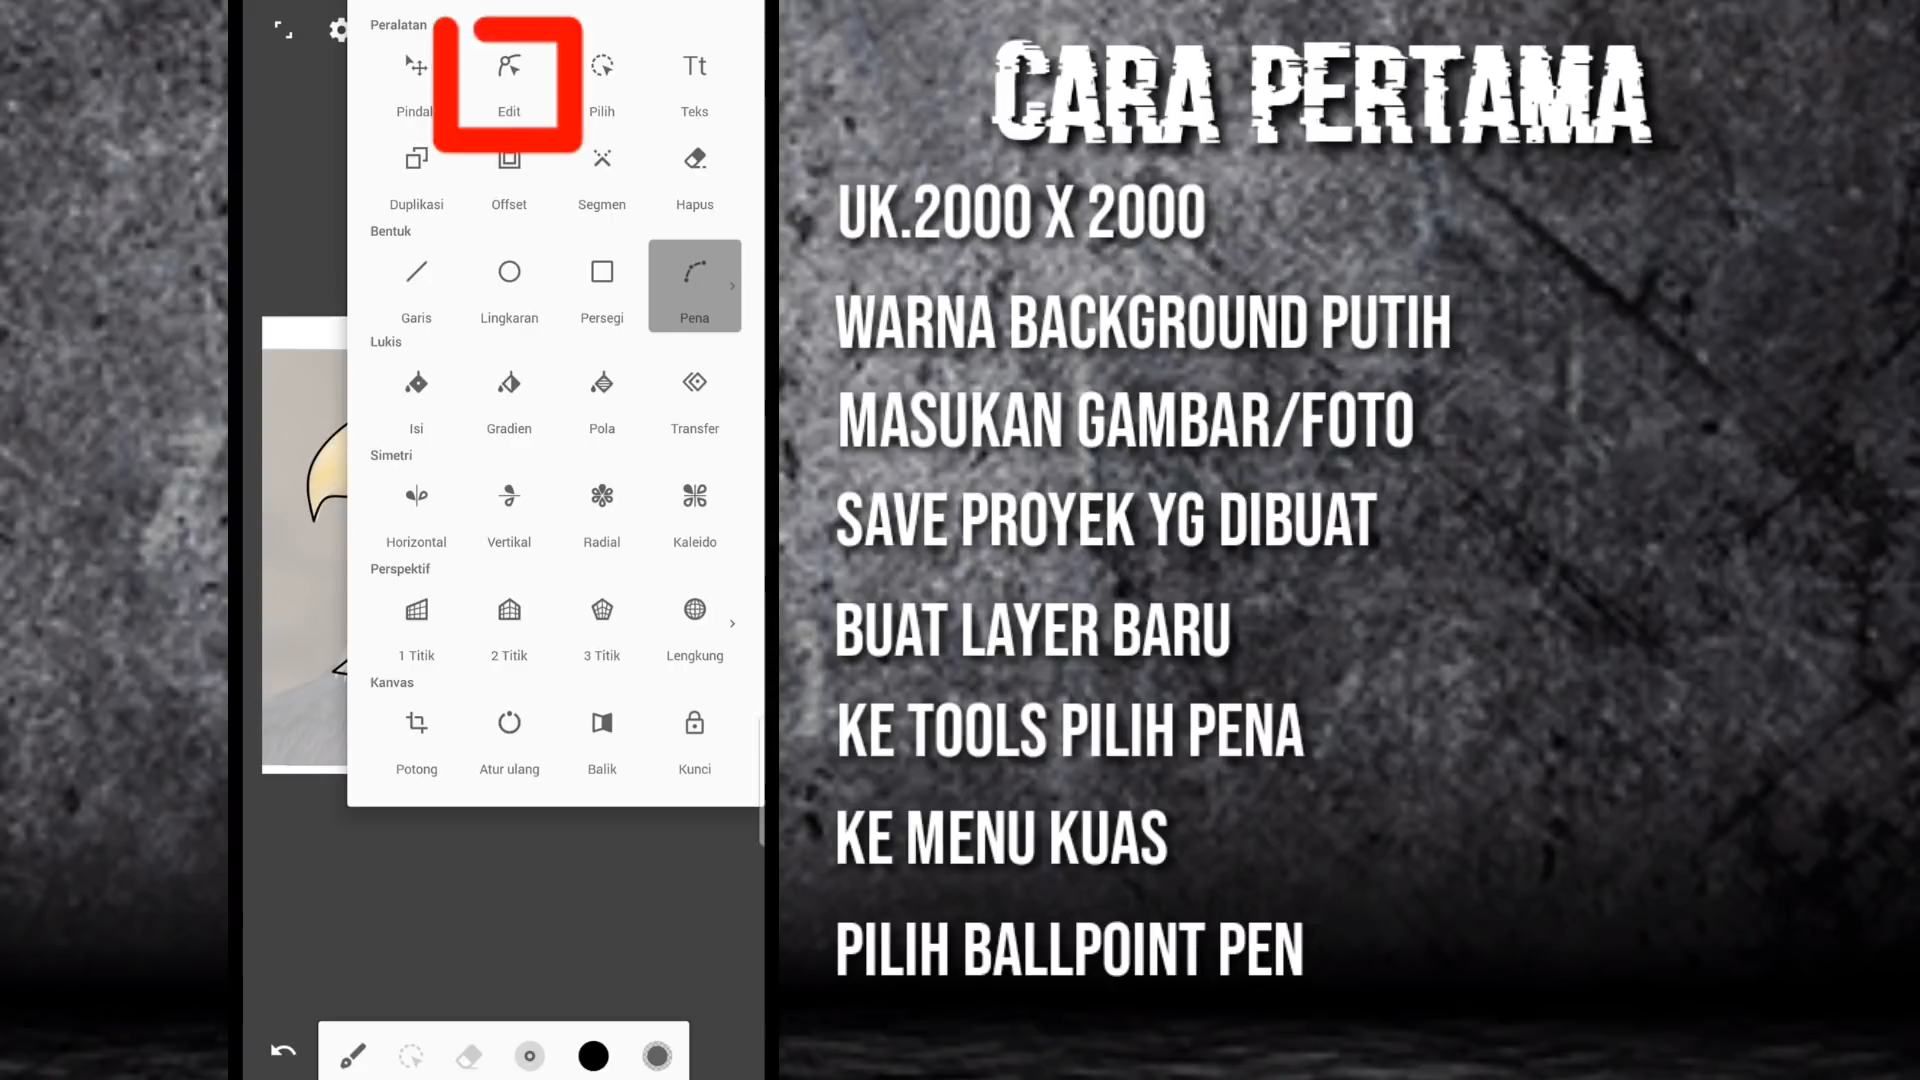 Peralatan
Pindah Edit Pilih Tt Teks
Duplikasi Offset Segmen Hapus
Bentuk
Garis Lingkaran Persegi Pena
Lukis
Isi Gradien Pola Transfer
Simetri
Horizontal Vertikal Radial Kaleido
Perspektif
1 Titik 2 Titik 3 Titik Lengkung
Kanvas
Potong Atur ulang Balik Kunci
CARA PERTAMA
UK.2000 X 2000
WARNA BACKGROUND PUTIH
MASUKAN GAMBAR/FOTO
SAVE PROYEK YG DIBUAT
BUAT LAYER BARU
KE TOOLS PILIH PENA
KE MENU KUAS
PILIH BALLPOINT PEN